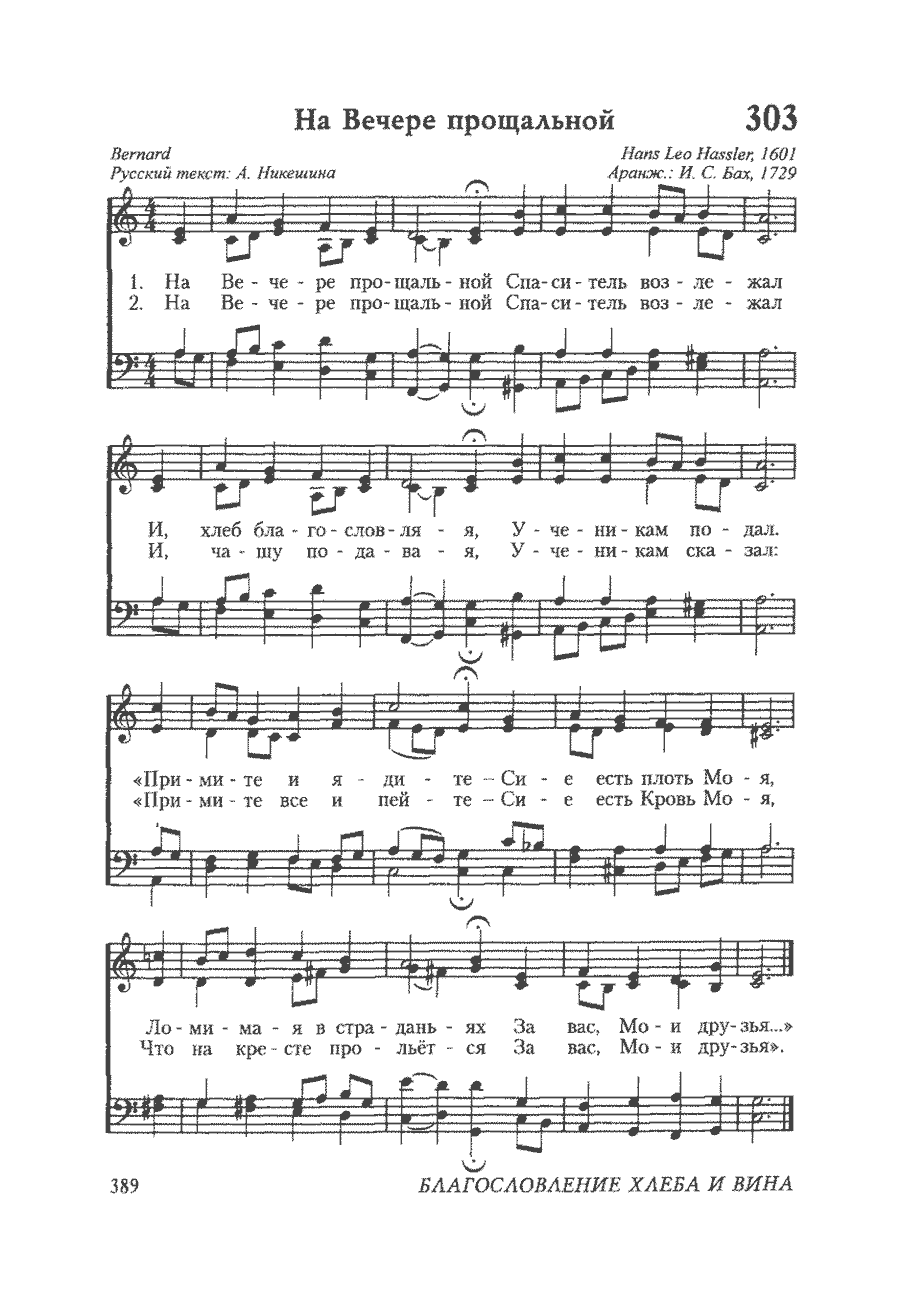 На Вечере прощальной 303
Bernard Hans Leo Hassler, 1601
Русский текст: А. Никешина Аранж.: И. С. Бах, 1729
1. На Ве - че - ре про-щаль - ной Спа-си-тель воз - ле - жал
2. На Ве - че - ре про-щаль - ной Спа-си-тель воз - ле - жал
И, хлеб бла - го-слов-ля - я, У - че - ни - кам по - дал.
И, ча - шу по - да - ва - я, У - че - ни - кам ска - зал:
«При - ми - те и я - ди - те – Си - е есть плоть Мо - я,
«При - ми - те все и пей - те – Си - е есть Кровь Мо - я,
Ло - ми - ма - я в стра - дань - ях За вас, Мо - и дру-зья...»
Что на кре - сте про - льёт - ся За вас, Мо - и дру-зья».
389 БЛАГОСЛОВЛЕНИЕ ХЛЕБА И ВИНА